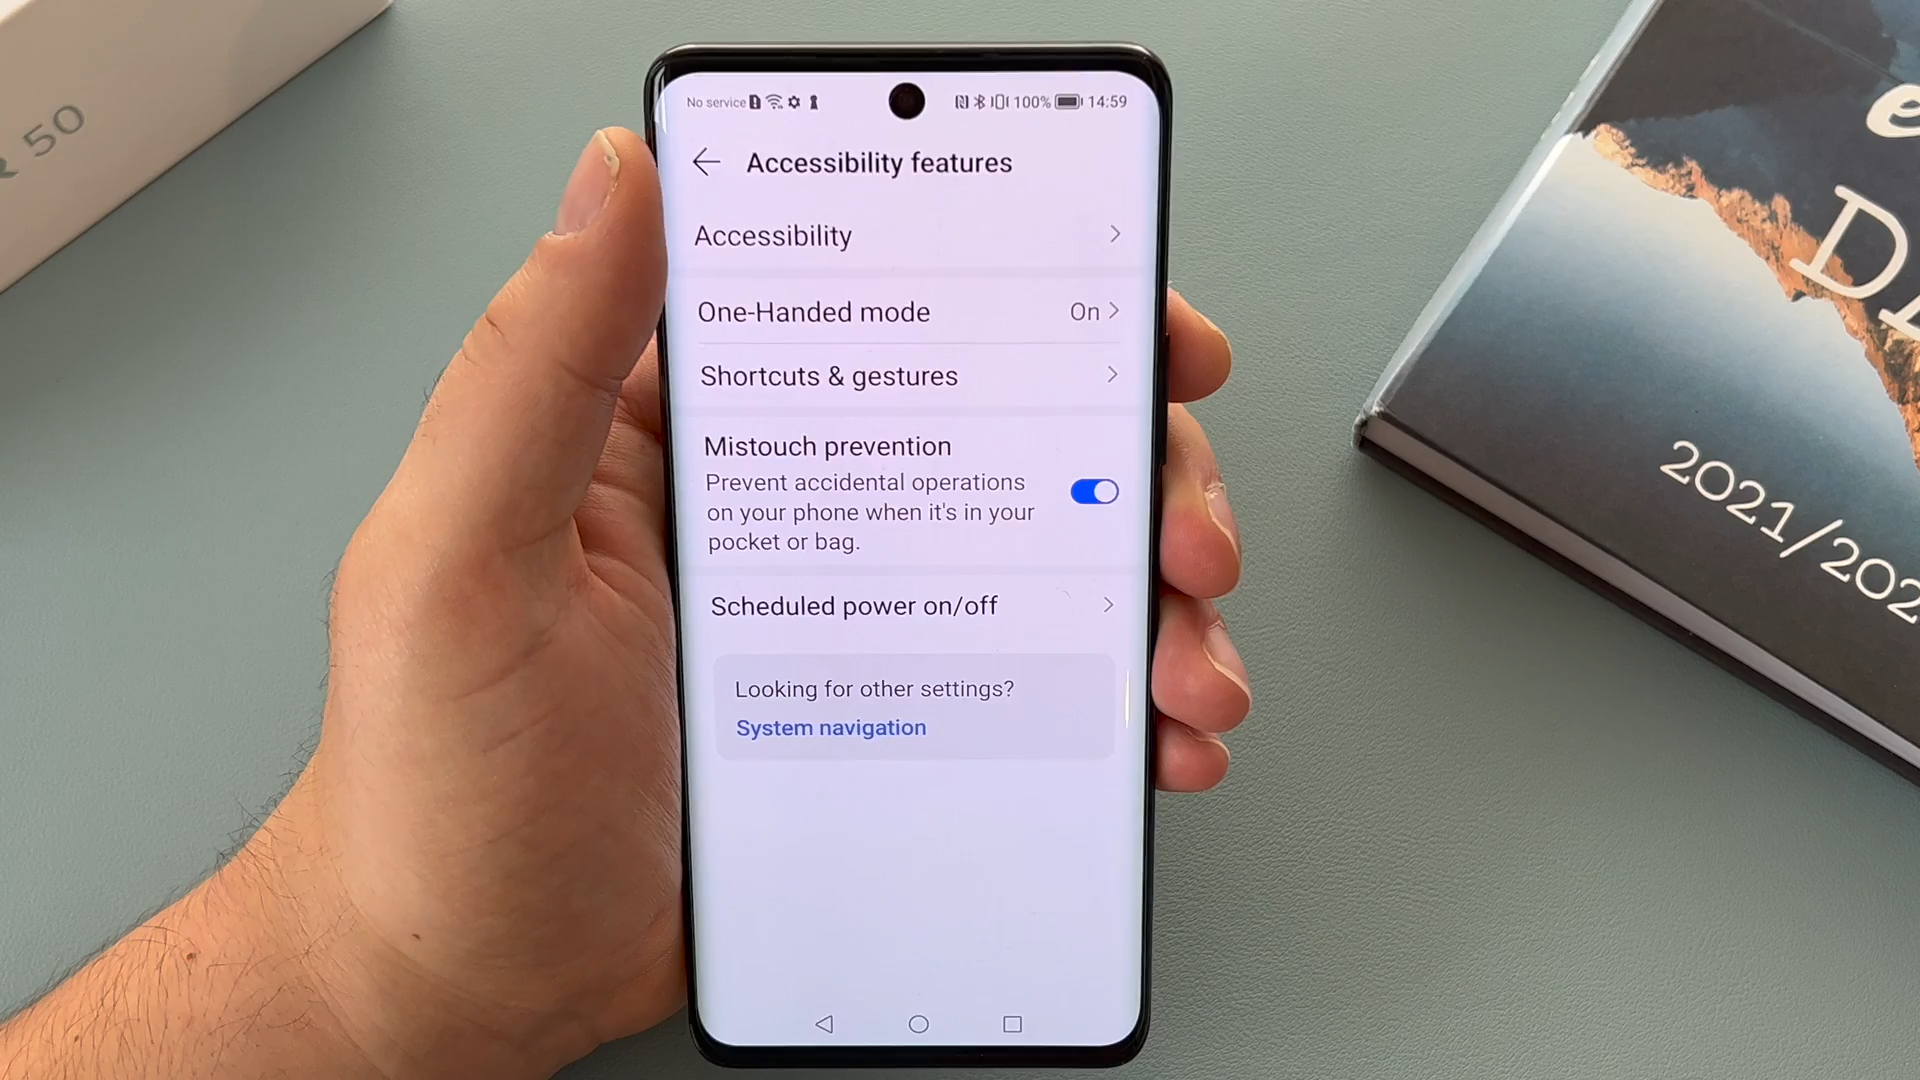 50
No service 100% 14:59
Accessibility features
Accessibility
One-Handed mode On
Shortcuts & gestures
Mistouch prevention
Prevent accidental operations
on your phone when it's in your
pocket or bag.
Scheduled power on/off
Looking for other settings?
System navigation
2021/202